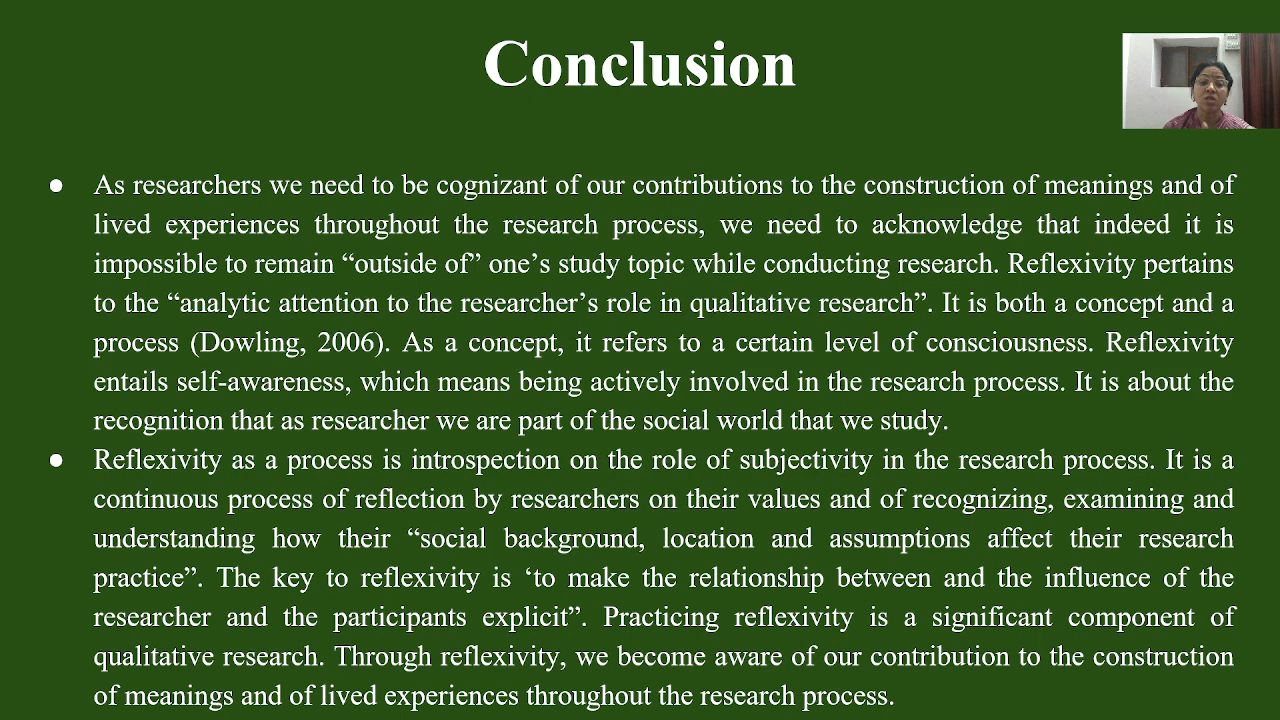 Conclusion
● As researchers we need to be cognizant of our contributions to the construction of meanings and of
lived experiences throughout the research process, we need to acknowledge that indeed it is
impossible to remain “outside of” one’s study topic while conducting research. Reflexivity pertains
to the “analytic attention to the researcher’s role in qualitative research”. It is both a concept and a
process (Dowling, 2006). As a concept, it refers to a certain level of consciousness. Reflexivity
entails self-awareness, which means being actively involved in the research process. It is about the
recognition that as researcher we are part of the social world that we study.
● Reflexivity as a process is introspection on the role of subjectivity in the research process. It is a
continuous process of reflection by researchers on their values and of recognizing, examining and
understanding how their “social background, location and assumptions affect their research
practice”. The key to reflexivity is ‘to make the relationship between and the influence of the
researcher and the participants explicit”. Practicing reflexivity is a significant component of
qualitative research. Through reflexivity, we become aware of our contribution to the construction
of meanings and of lived experiences throughout the research process.